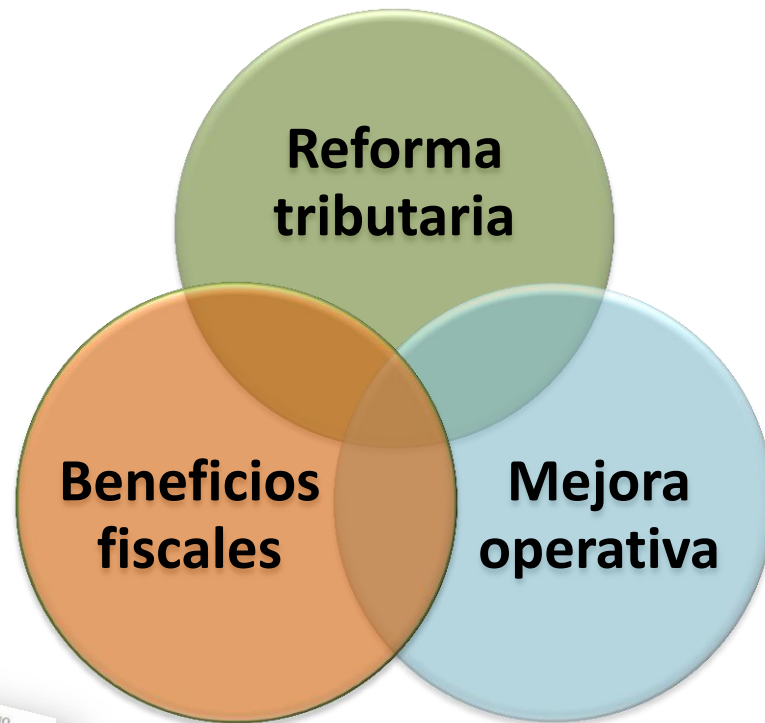 Reforma
tributaria
Beneficios
fiscales
Mejora
operativa